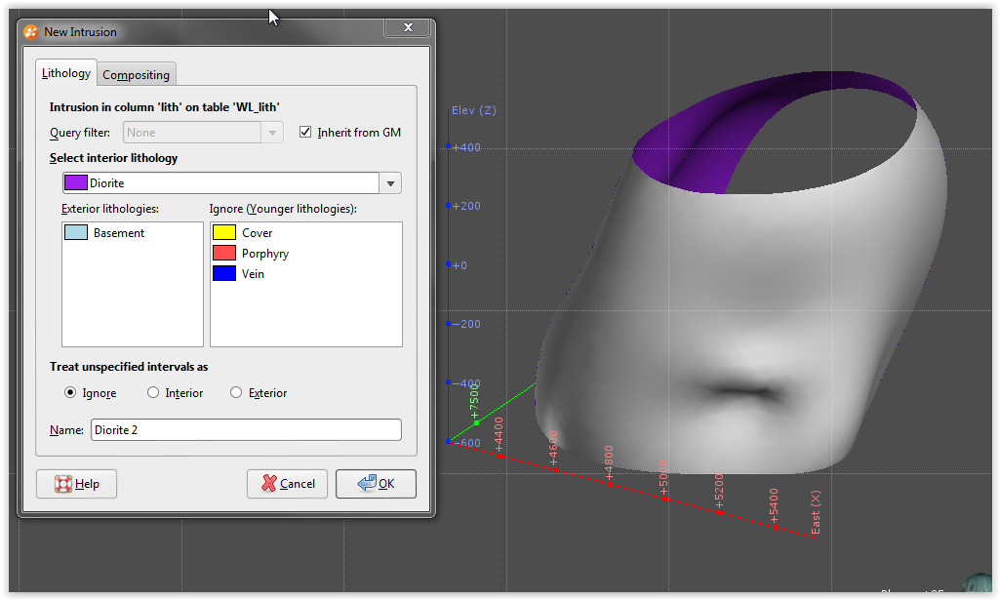 New Intrusion
Lithology
Compositing
Intrusion in column 'lith' on table 'WL_lith'
Query filter: None Inherit from GM
Select interior lithology
Diorite
Exterior lithologies: Ignore (Younger lithologies):
Basement Cover
Porphyry
Vein
Treat unspecified intervals as
Ignore Interior Exterior
Name: Diorite 2
Help Cancel OK
Elev (Z)
+400
+200
+0
−200
−400
−600
+7500
+4400
+4600
+4800
+5000
+5200
+5400
East (X)